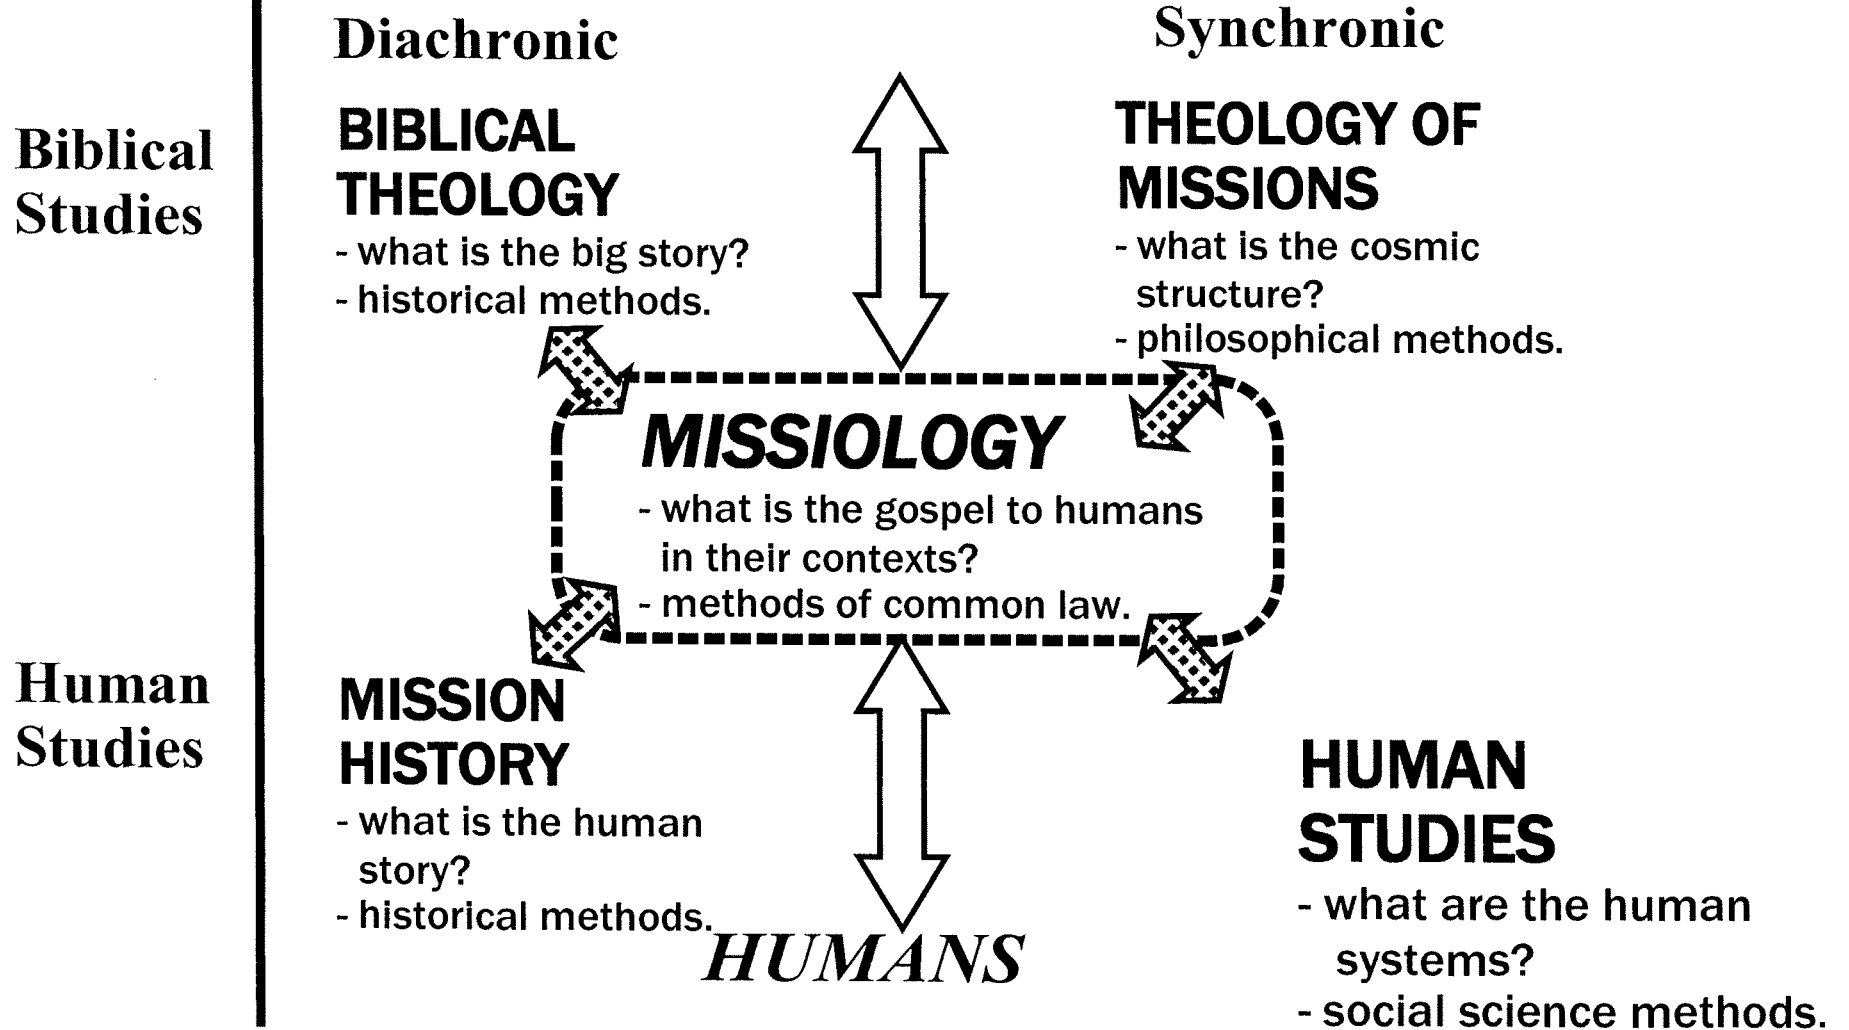 Diachronic
Synchronic
Biblical
Studies
BIBLICAL
THEOLOGY
- what is the big story?
- historical methods.
THEOLOGY OF
MISSIONS
- what is the cosmic
structure?
- philosophical methods.
MISSIOLOGY
- what is the gospel to humans
in their contexts?
- methods of common law.
Human
Studies
MISSION
HISTORY
- what is the human
story?
- historical methods.
HUMANS
HUMAN
STUDIES
- what are the human
systems?
- social science methods.